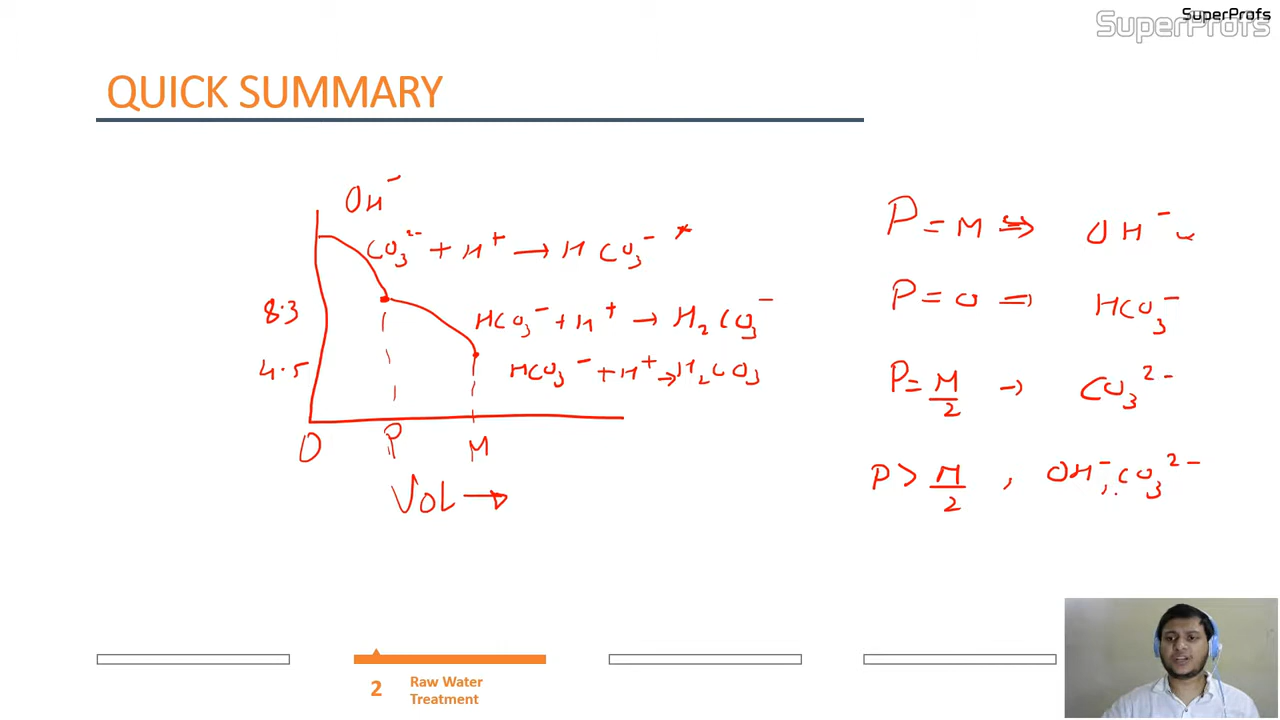 SuperProfs
SuperProfs
QUICK SUMMARY
OH⁻
CO₃²⁻ + H⁺ → HCO₃⁻ *
8.3
HCO₃⁻ + H⁺ → H₂CO₃⁻
4.5
HCO₃⁻ + H⁺ → H₂CO₃
O
P
M
VOL →
P = M ⇒ OH⁻
P = 0 ⇒ HCO₃⁻
P = M/2 → CO₃²⁻
P > M/2 , OH⁻, CO₃²⁻
2
Raw Water
Treatment